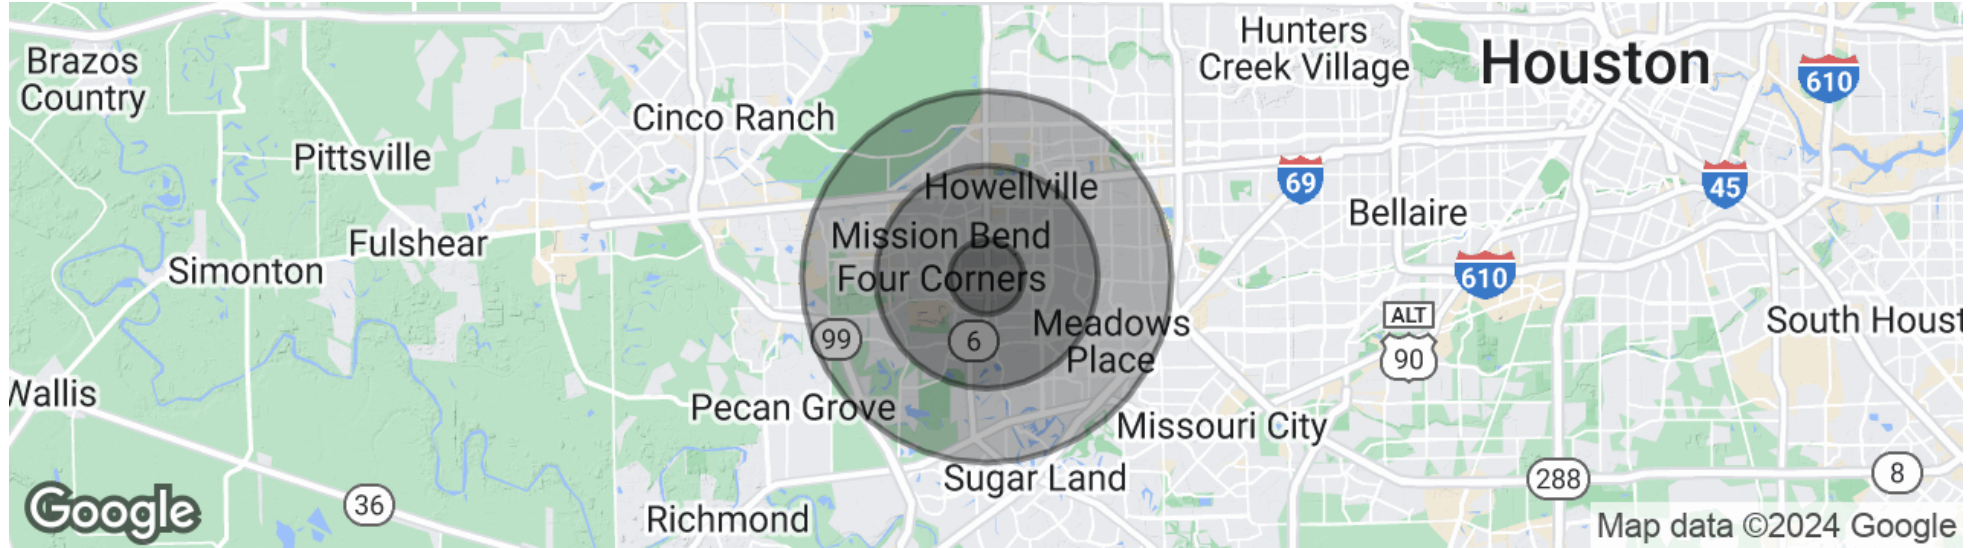 Brazos
Country
Hunters
Creek Village
Houston
610
Cinco Ranch
Pittsville
Howellville
69
45
Bellaire
Fulshear
Mission Bend
Simonton
Four Corners
610
99
6
Meadows
Place
ALT
90
South Houst
Wallis
Pecan Grove
Missouri City
Sugar Land
288
8
36
Google
Richmond
Map data ©2024 Google